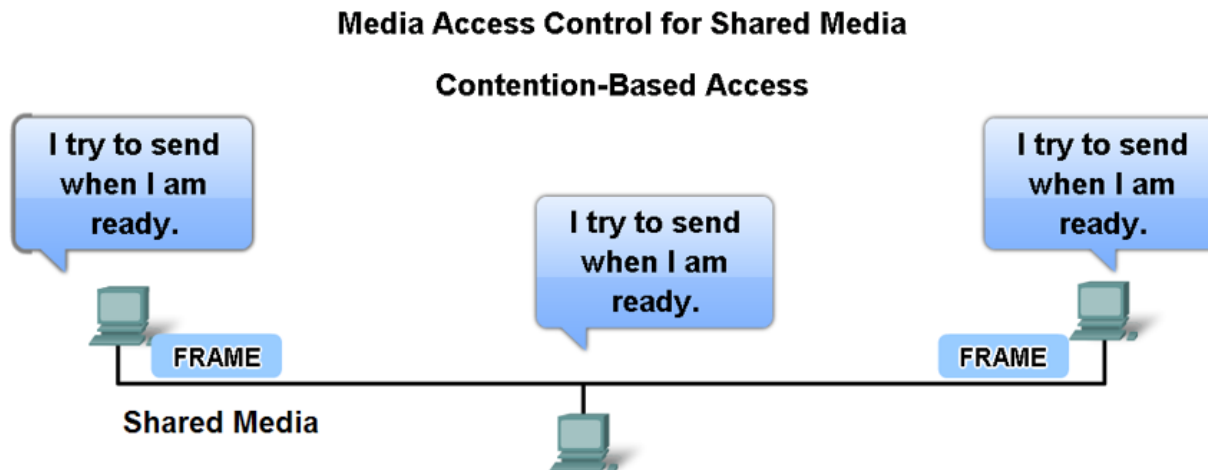 Media Access Control for Shared Media
Contention-Based Access
I try to send
when I am
ready.
I try to send
when I am
ready.
I try to send
when I am
ready.
FRAME
FRAME
Shared Media